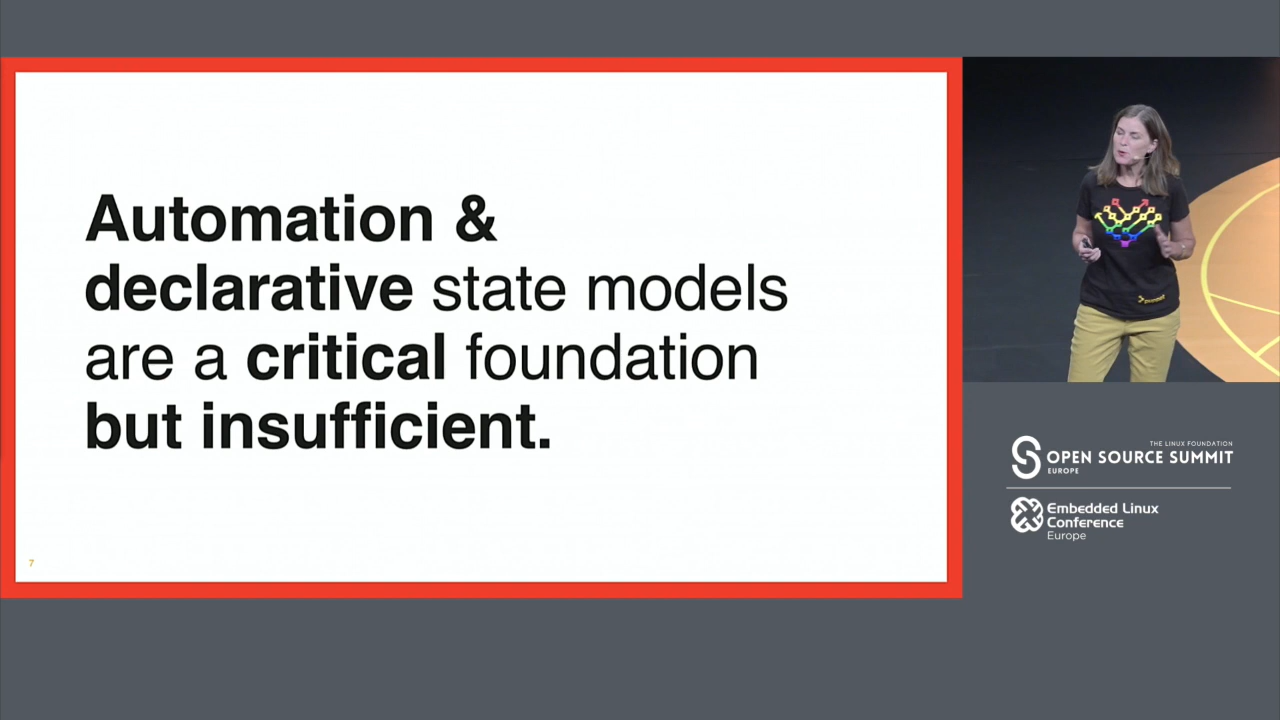 Automation &
declarative state models
are a critical foundation
but insufficient.
7
THE LINUX FOUNDATION
OPEN SOURCE SUMMIT
EUROPE
Embedded Linux
Conference
Europe